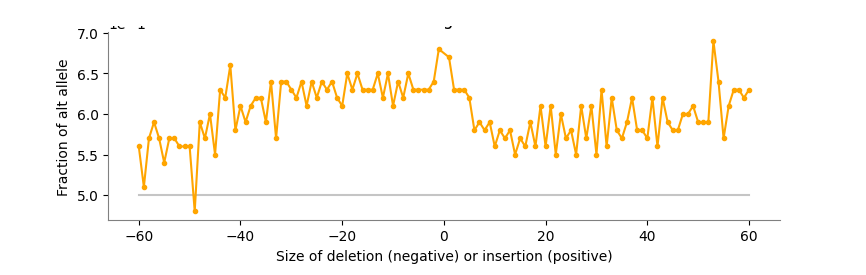 7.0
6.5
6.0
5.5
5.0
Fraction of alt allele
−60 −40 −20 0 20 40 60
Size of deletion (negative) or insertion (positive)